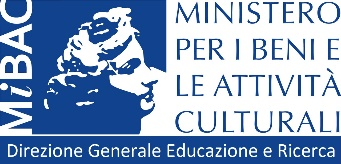 MiBAC
MINISTERO
PER I BENI E
LE ATTIVITÀ
CULTURALI
Direzione Generale Educazione e Ricerca